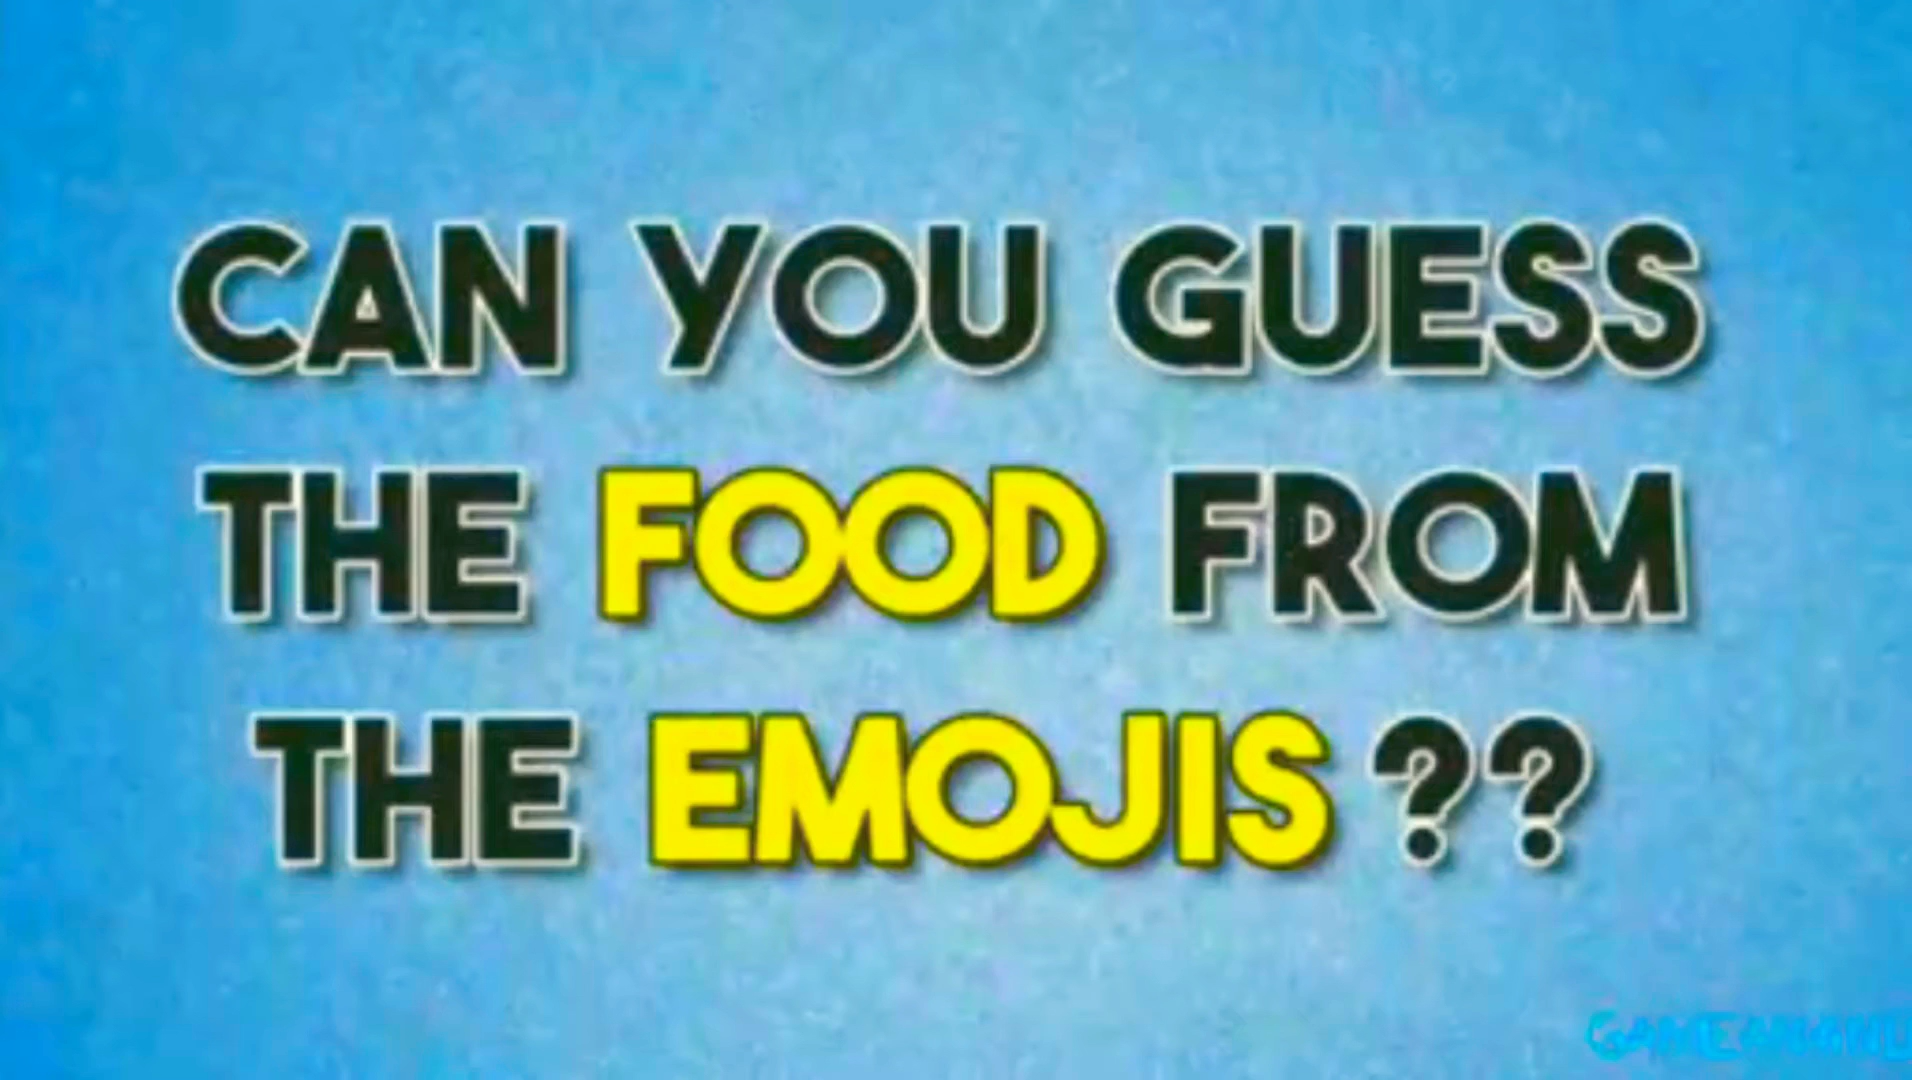 CAN YOU GUESS
THE FOOD FROM
THE EMOJIS ??